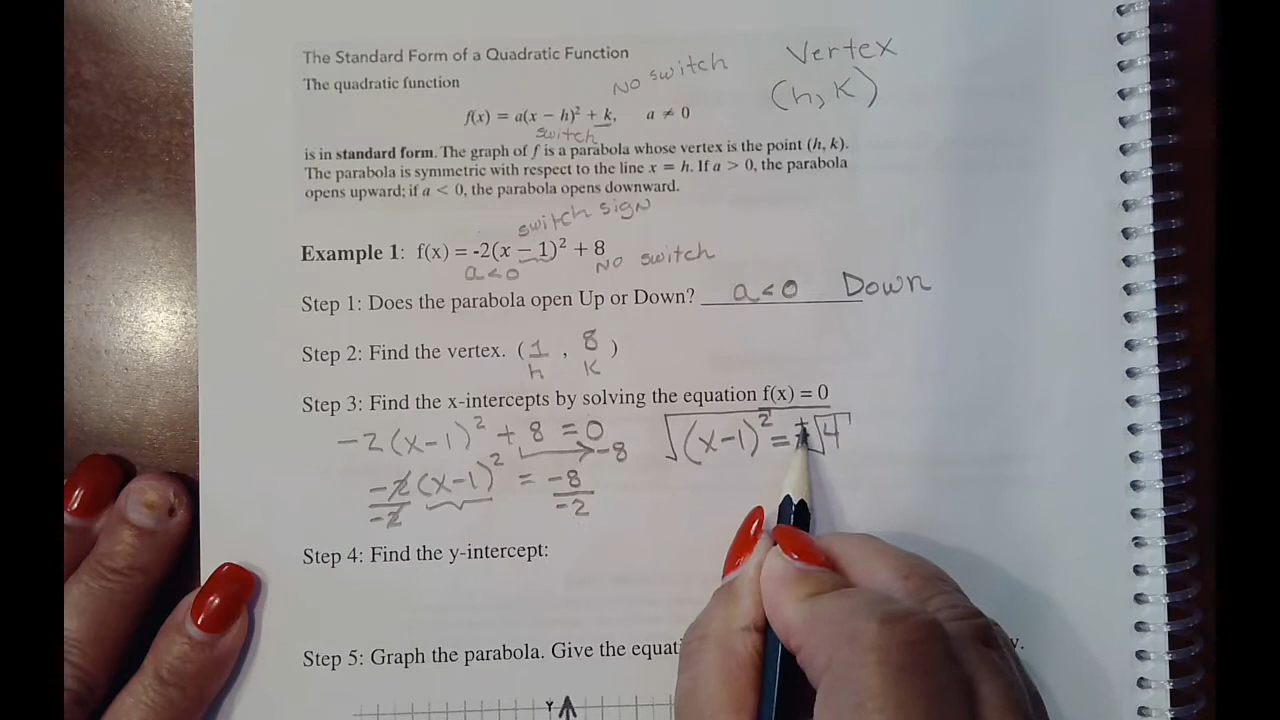 The Standard Form of a Quadratic Function
Vertex
The quadratic function
NO switch
(h, k)
f(x) = a(x − h)² + k,   a ≠ 0
switch
is in standard form. The graph of f is a parabola whose vertex is the point (h, k).
The parabola is symmetric with respect to the line x = h. If a > 0, the parabola
opens upward; if a < 0, the parabola opens downward.
switch sign
Example 1: f(x) = -2(x − 1)² + 8
a<0
NO switch
Step 1: Does the parabola open Up or Down? a<0 Down
Step 2: Find the vertex. (1, 8)
h k
Step 3: Find the x-intercepts by solving the equation f(x) = 0
-2(x-1)² + 8 = 0
-8
√(x-1)² = ±√4
-2(x-1)² = -8
-2 -2
Step 4: Find the y-intercept:
Step 5: Graph the parabola. Give the
y